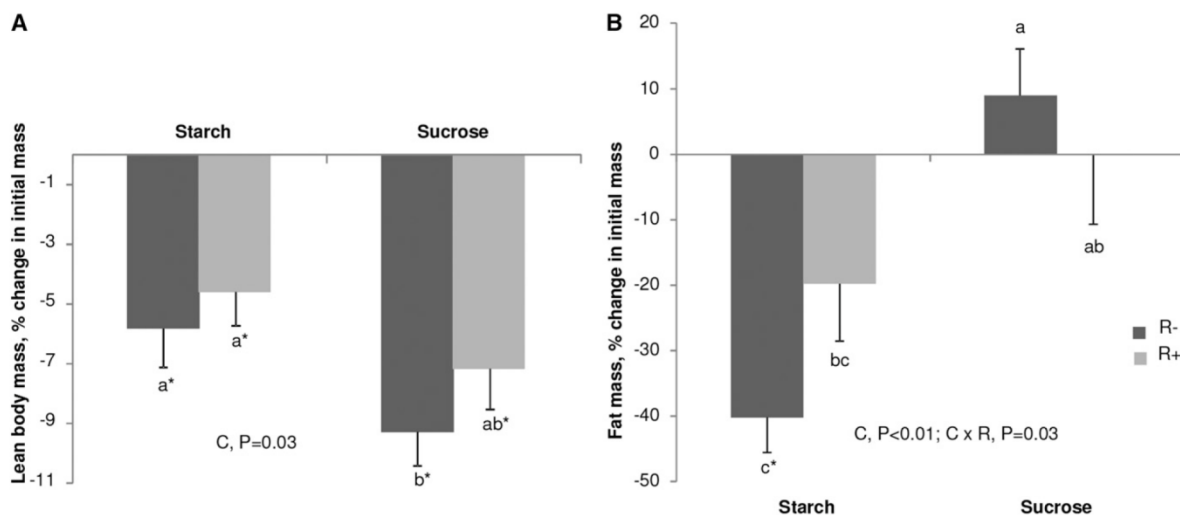 A
Starch
Sucrose
-1
-3
-5
-7
-9
-11
Lean body mass, % change in initial mass
a*
a*
b*
ab*
C, P=0.03
B
20
10
0
-10
-20
-30
-40
-50
Fat mass, % change in initial mass
a
ab
bc
c*
R-
R+
C, P<0.01; C x R, P=0.03
Starch
Sucrose